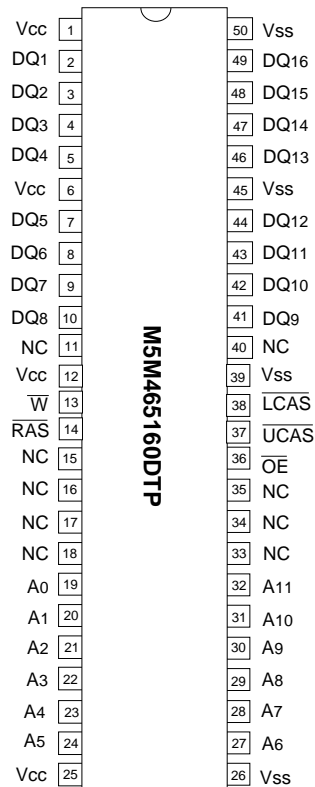 Vcc 1 50 Vss
DQ1 2 49 DQ16
DQ2 3 48 DQ15
DQ3 4 47 DQ14
DQ4 5 46 DQ13
Vcc 6 45 Vss
DQ5 7 44 DQ12
DQ6 8 43 DQ11
DQ7 9 42 DQ10
DQ8 10 41 DQ9
NC 11 40 NC
Vcc 12 39 Vss
W̅ 13 38 L̅C̅A̅S̅
R̅A̅S̅ 14 37 U̅C̅A̅S̅
NC 15 36 O̅E̅
NC 16 35 NC
NC 17 34 NC
NC 18 33 NC
A0 19 32 A11
A1 20 31 A10
A2 21 30 A9
A3 22 29 A8
A4 23 28 A7
A5 24 27 A6
Vcc 25 26 Vss
M5M465160DTP